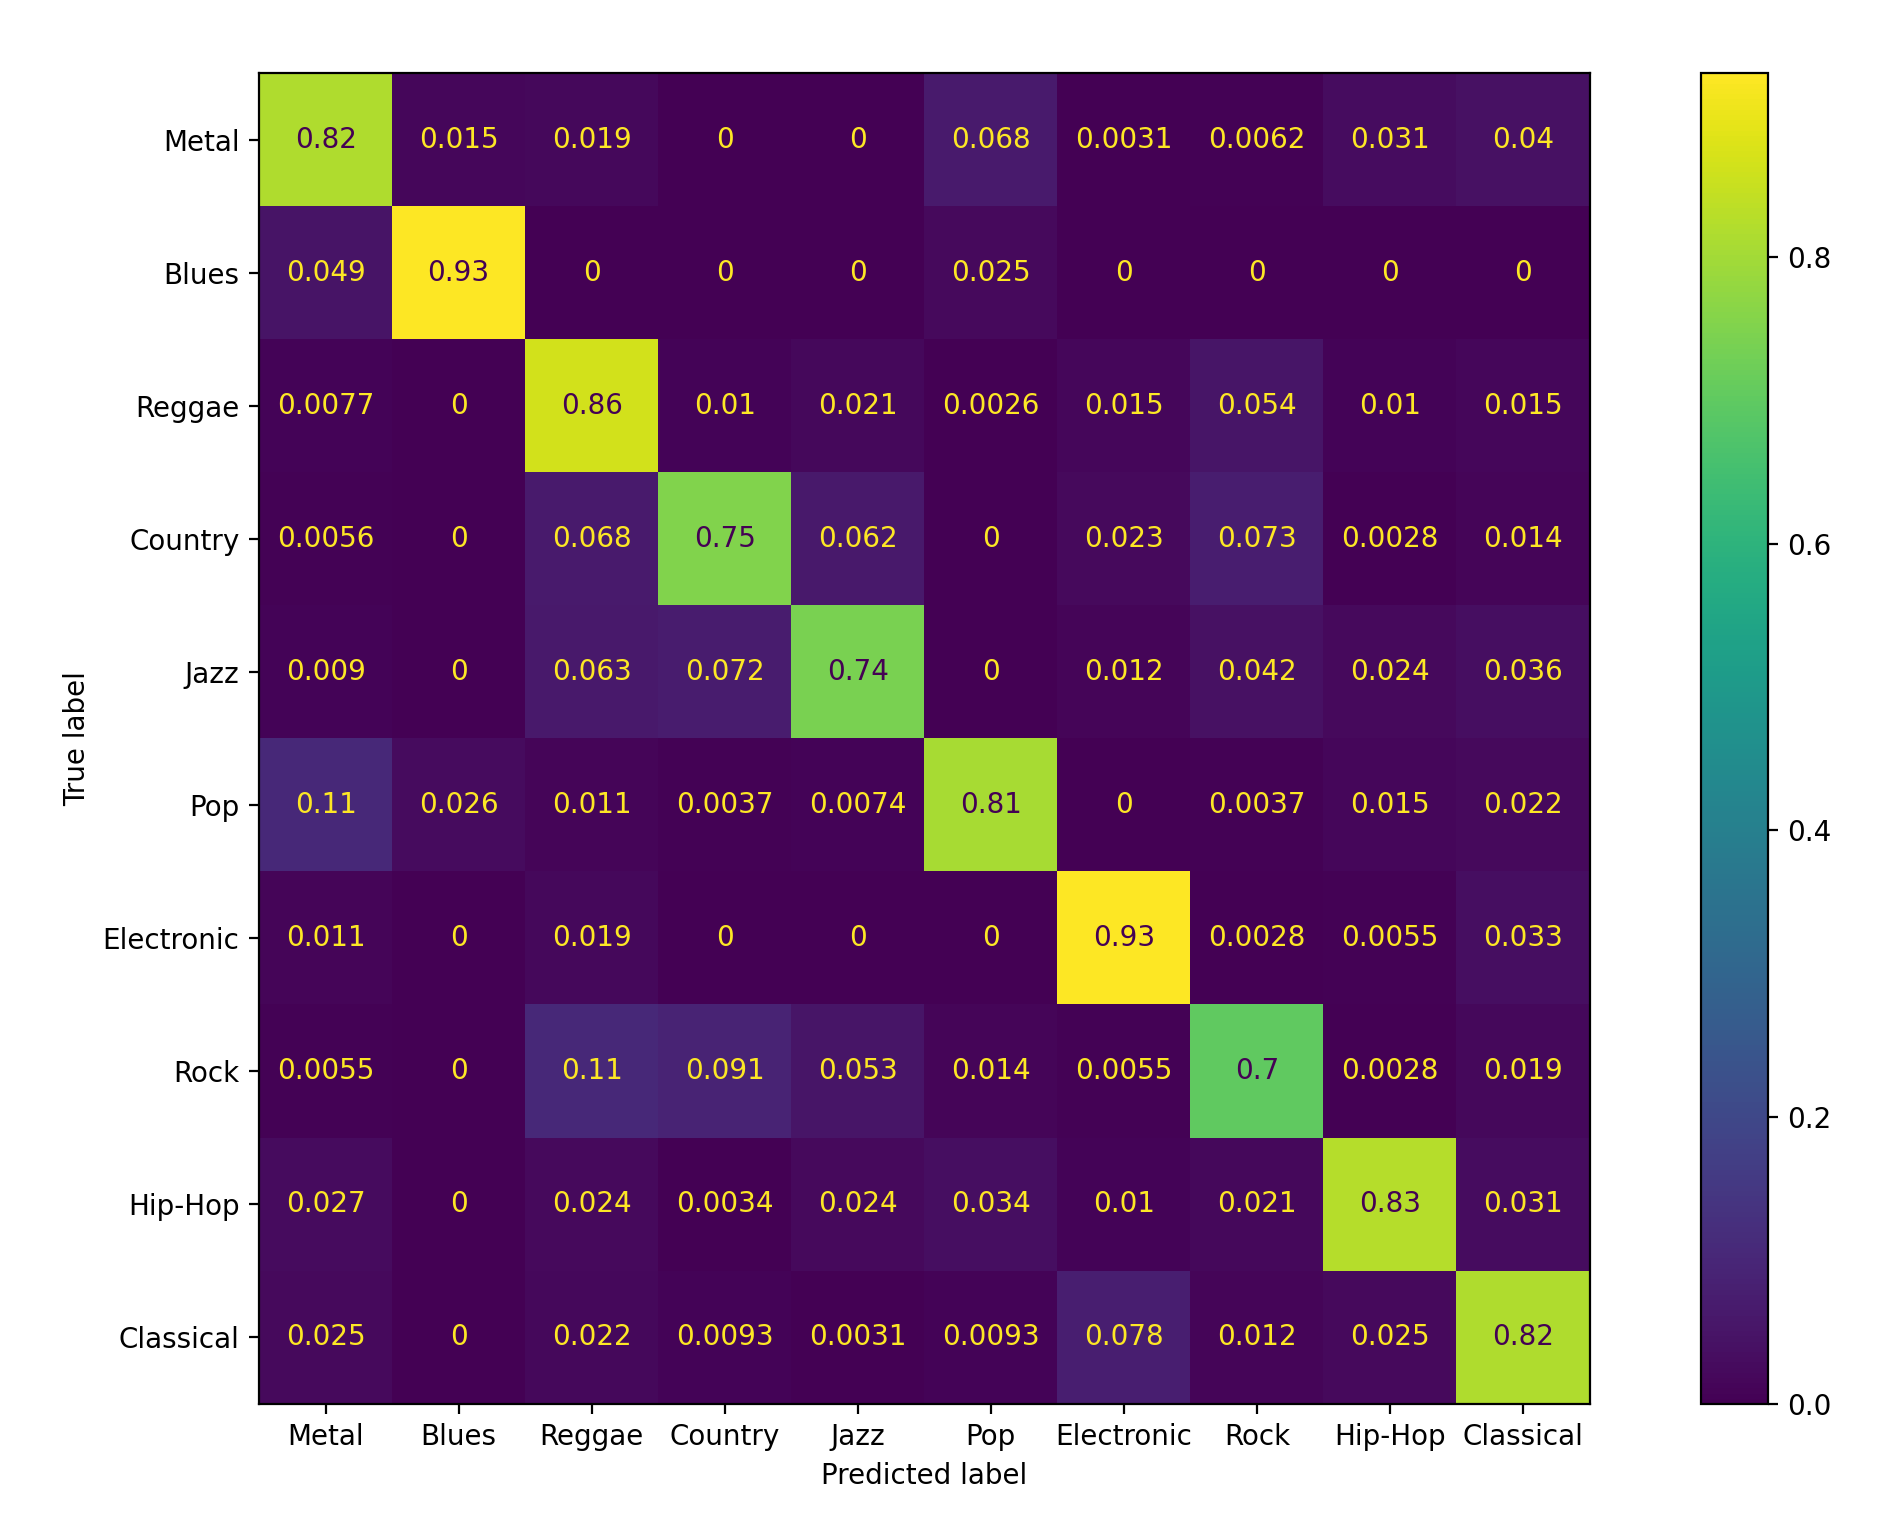 Metal 0.82 0.015 0.019 0 0 0.068 0.0031 0.0062 0.031 0.04
Blues 0.049 0.93 0 0 0 0.025 0 0 0 0
Reggae 0.0077 0 0.86 0.01 0.021 0.0026 0.015 0.054 0.01 0.015
Country 0.0056 0 0.068 0.75 0.062 0 0.023 0.073 0.0028 0.014
Jazz 0.009 0 0.063 0.072 0.74 0 0.012 0.042 0.024 0.036
Pop 0.11 0.026 0.011 0.0037 0.0074 0.81 0 0.0037 0.015 0.022
Electronic 0.011 0 0.019 0 0 0 0.93 0.0028 0.0055 0.033
Rock 0.0055 0 0.11 0.091 0.053 0.014 0.0055 0.7 0.0028 0.019
Hip-Hop 0.027 0 0.024 0.0034 0.024 0.034 0.01 0.021 0.83 0.031
Classical 0.025 0 0.022 0.0093 0.0031 0.0093 0.078 0.012 0.025 0.82
Metal Blues Reggae Country Jazz Pop Electronic Rock Hip-Hop Classical
Predicted label
True label
0.8
0.6
0.4
0.2
0.0